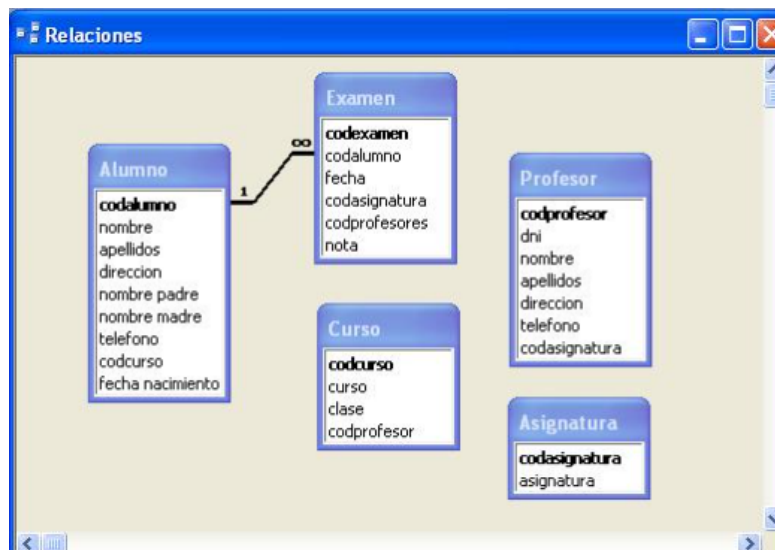 Relaciones
Alumno
codalumno
nombre
apellidos
direccion
nombre padre
nombre madre
telefono
codcurso
fecha nacimiento
1
∞
Examen
codexamen
codalumno
fecha
codasignatura
codprofesores
nota
Curso
codcurso
curso
clase
codprofesor
Profesor
codprofesor
dni
nombre
apellidos
direccion
telefono
codasignatura
Asignatura
codasignatura
asignatura